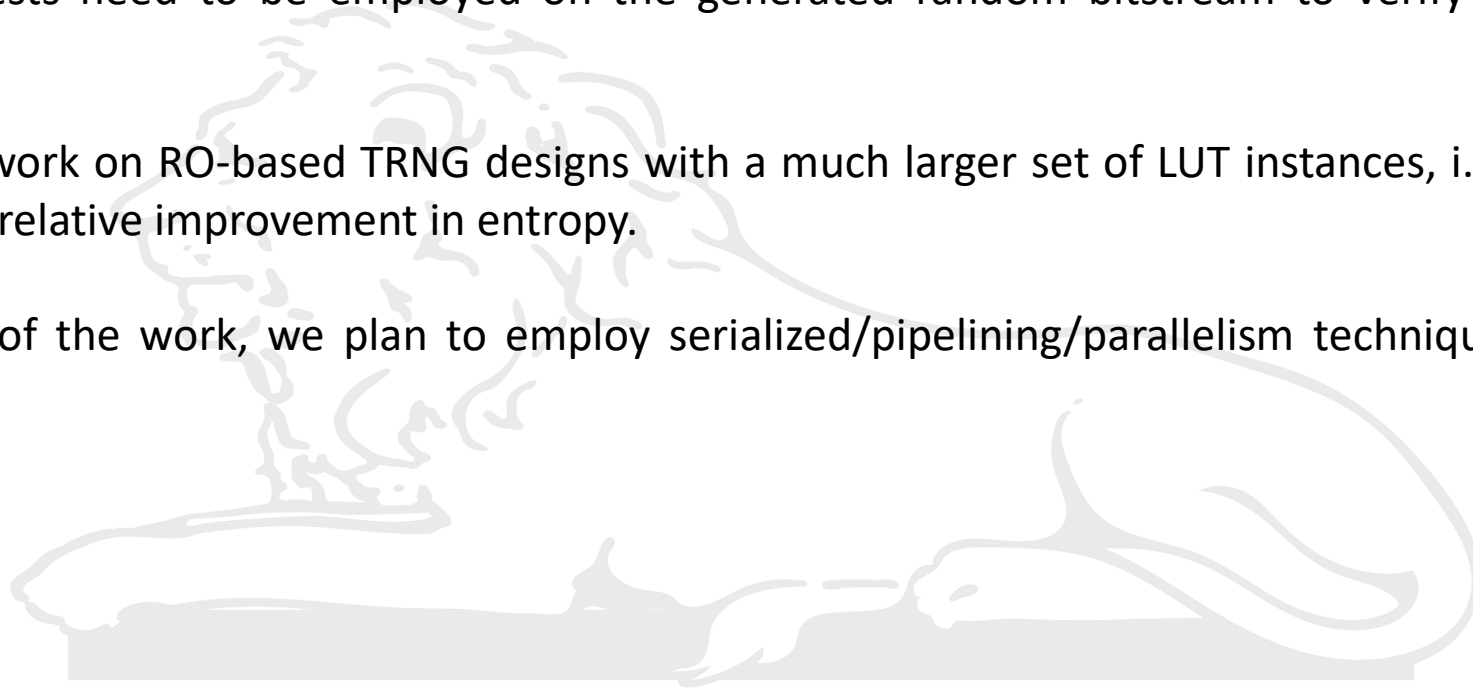 ests need to be employed on the generated random bitstream to verify
work on RO-based TRNG designs with a much larger set of LUT instances, i.
relative improvement in entropy.
of the work, we plan to employ serialized/pipelining/parallelism techniqu